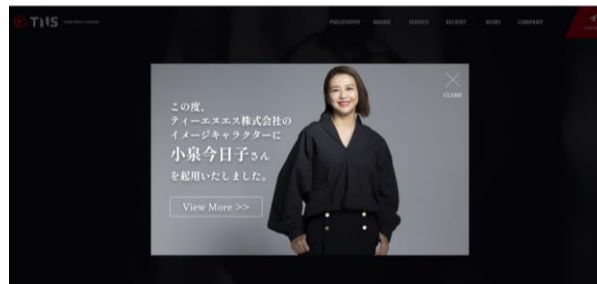 TNS
PHILOSOPHY BRAND SERVICE RECRUIT NEWS COMPANY
CLOSE
この度、
ティーエヌエス株式会社の
イメージキャラクターに
小泉今日子さん
を起用いたしました。
View More >>